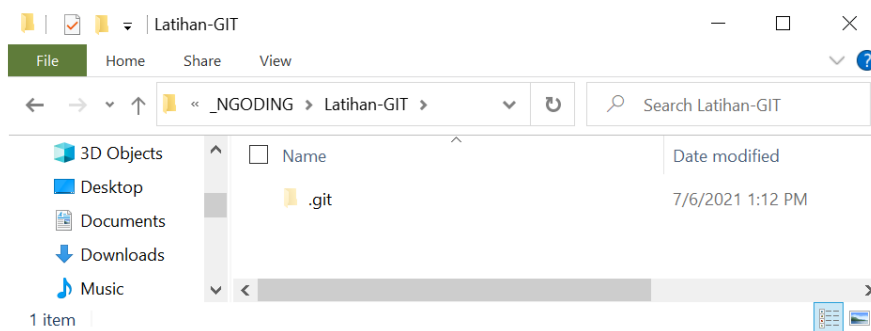 Latihan-GIT
File Home Share View
« _NGODING > Latihan-GIT > Search Latihan-GIT
3D Objects
Desktop
Documents
Downloads
Music
Name Date modified
.git 7/6/2021 1:12 PM
1 item